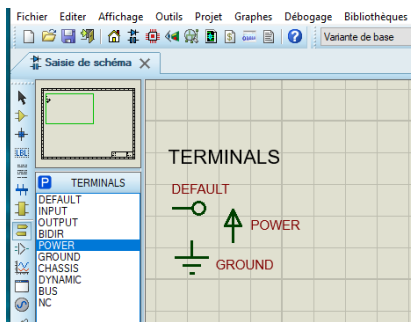 Fichier Editer Affichage Outils Projet Graphes Débogage Bibliothèques
Variante de base
Saisie de schéma
LBL
P TERMINALS
DEFAULT
INPUT
OUTPUT
BIDIR
POWER
GROUND
CHASSIS
DYNAMIC
BUS
NC
TERMINALS
DEFAULT
POWER
GROUND